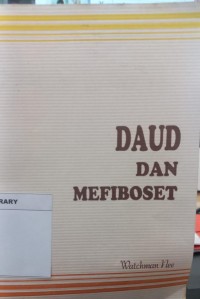 DAUD
DAN
MEFIBOSET
RARY
Watchman Nee